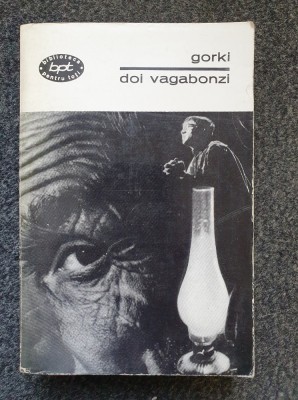 biblioteca
bpt
pentru toți
gorki
doi vagabonzi